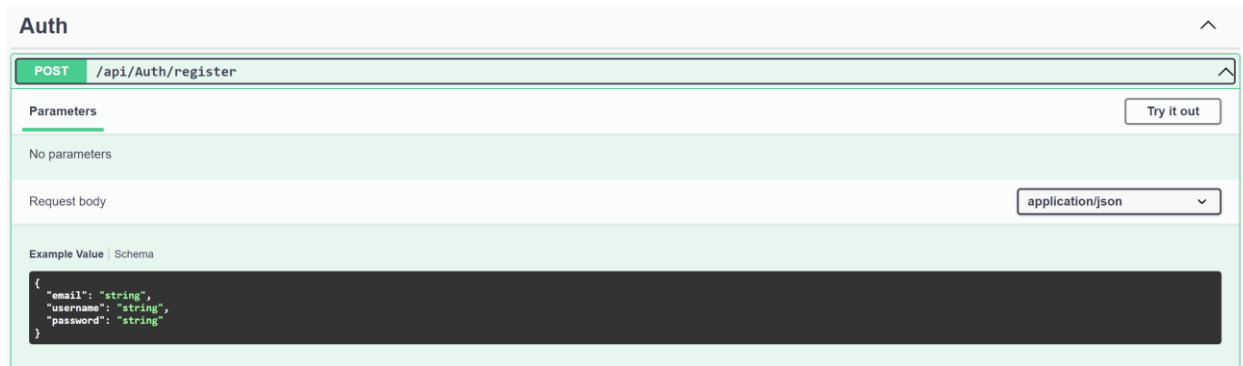 Auth
POST /api/Auth/register
Parameters
Try it out
No parameters
Request body
application/json
Example Value | Schema
{
  "email": "string",
  "username": "string",
  "password": "string"
}